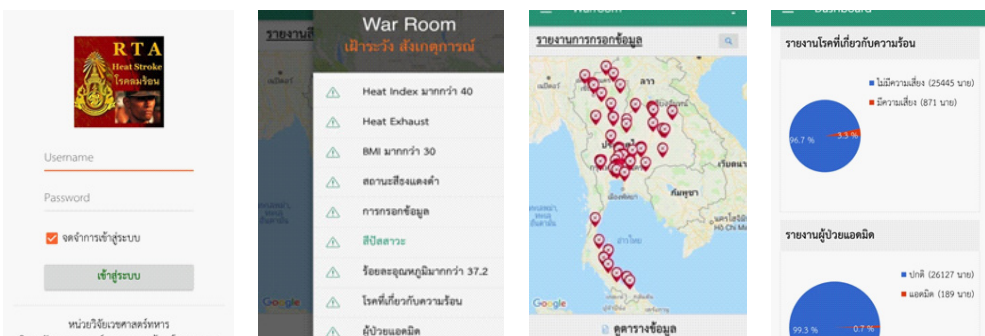 RTA
Heat Stroke
โรคลมร้อน
Username
Password
จดจำการเข้าสู่ระบบ
เข้าสู่ระบบ
หน่วยวิจัยเวชศาสตร์ทหาร
War Room
เฝ้าระวัง สังเกตุการณ์
Heat Index มากกว่า 40
Heat Exhaust
BMI มากกว่า 30
สถานะสีธงแดงดำ
การกรอกข้อมูล
สีปัสสาวะ
ร้อยละอุณหภูมิมากกว่า 37.2
โรคที่เกี่ยวกับความร้อน
ผู้ป่วยแอดมิด
Google
รายงานการกรอกข้อมูล
ลาว
กัมพูชา
อ่าวไทย
Google
ดูตารางข้อมูล
Dashboard
รายงานโรคที่เกี่ยวกับความร้อน
ไม่มีความเสี่ยง (25445 นาย)
มีความเสี่ยง (871 นาย)
96.7 %
3.3 %
รายงานผู้ป่วยแอดมิด
ปกติ (26127 นาย)
แอดมิด (189 นาย)
99.3 %
0.7 %